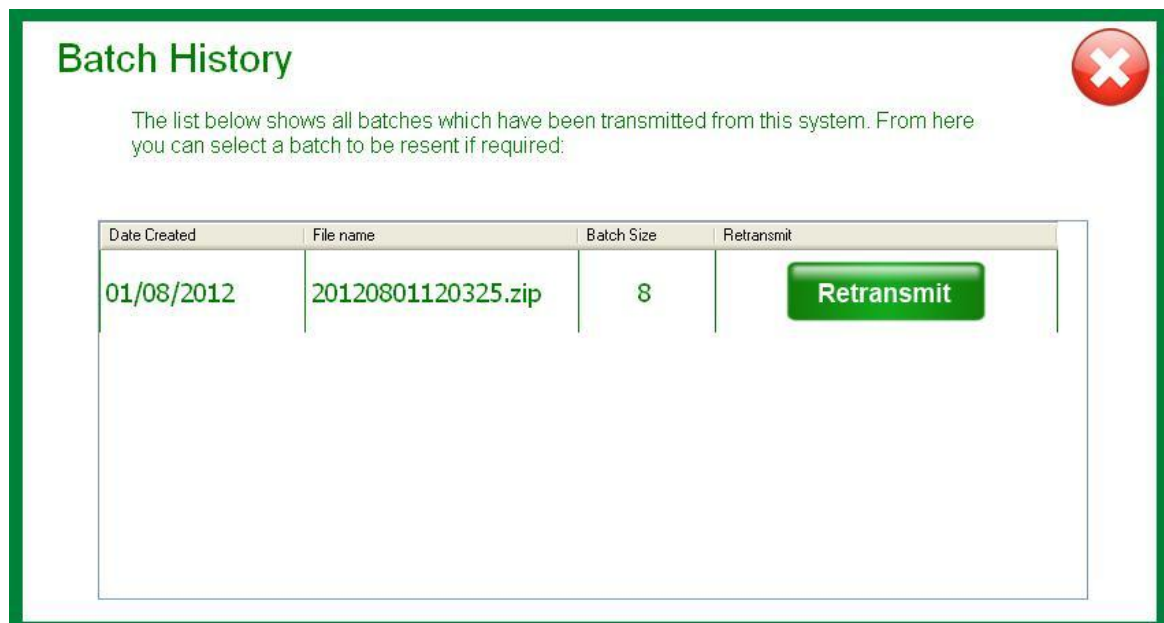 Batch History
The list below shows all batches which have been transmitted from this system. From here
you can select a batch to be resent if required:
Date Created File name Batch Size Retransmit
01/08/2012 20120801120325.zip 8 Retransmit